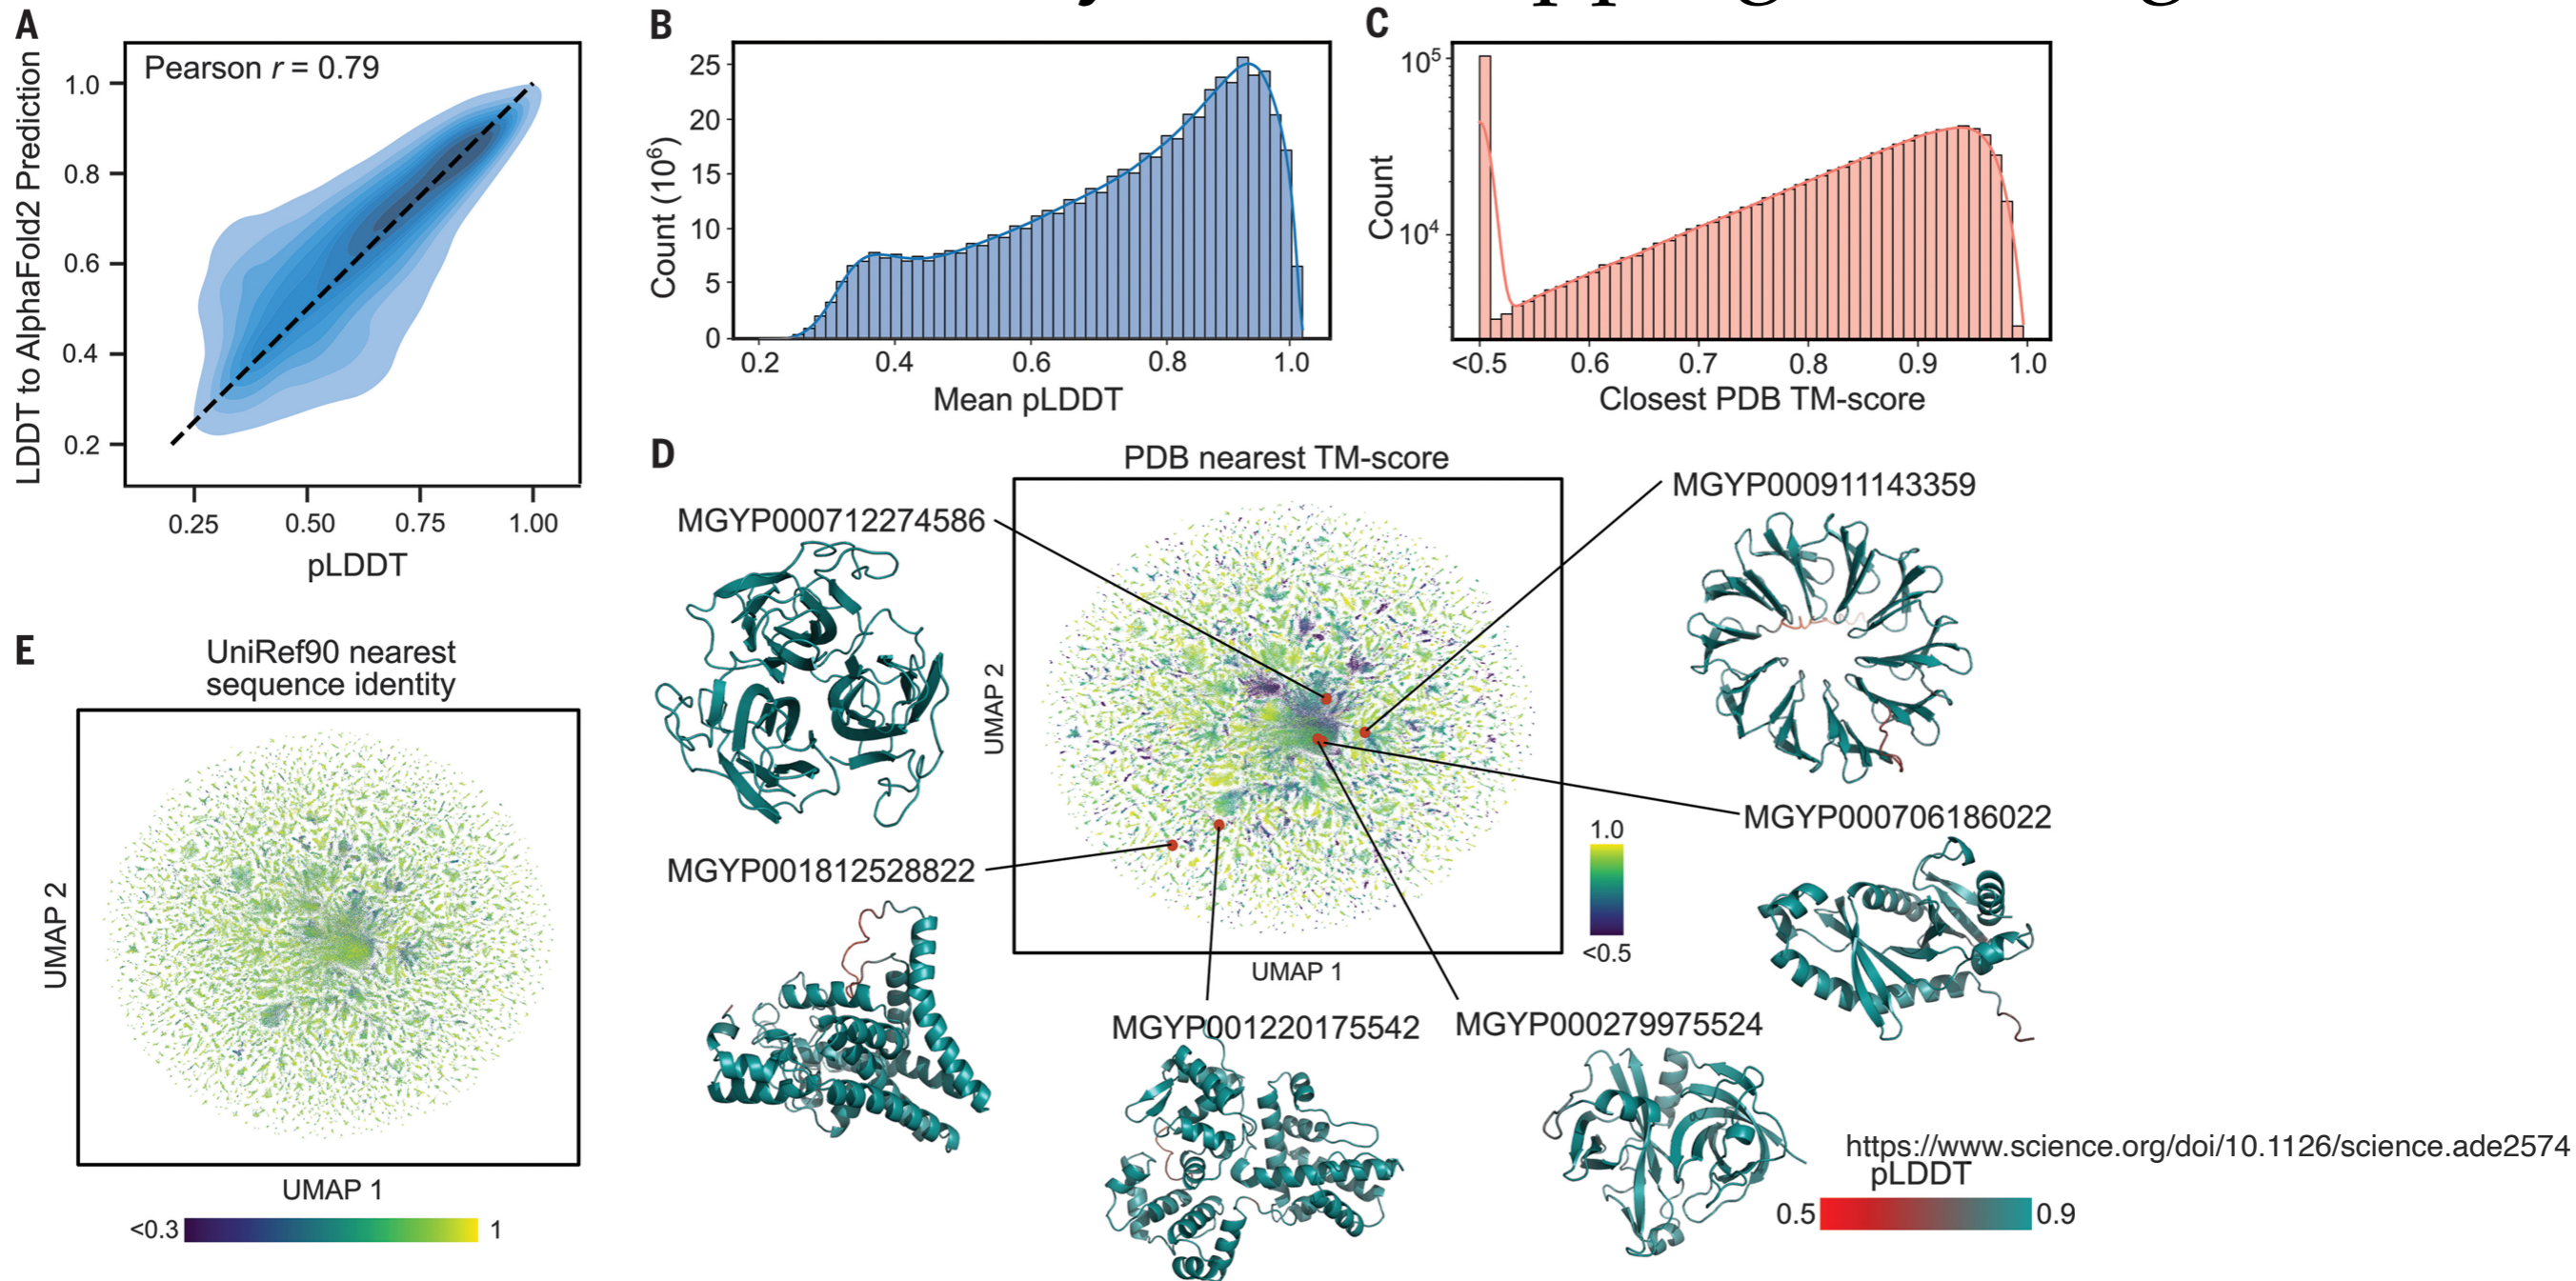 A
Pearson r = 0.79
LDDT to AlphaFold2 Prediction
1.0
0.8
0.6
0.4
0.2
0.25 0.50 0.75 1.00
pLDDT
B
Count (10⁶)
25
20
15
10
5
0
0.2 0.4 0.6 0.8 1.0
Mean pLDDT
C
Count
10⁵
10⁴
<0.5 0.6 0.7 0.8 0.9 1.0
Closest PDB TM-score
D
PDB nearest TM-score
MGYP000712274586
MGYP000911143359
MGYP001812528822
MGYP000706186022
MGYP001220175542
MGYP000279975524
UMAP 2
UMAP 1
1.0
<0.5
E
UniRef90 nearest
sequence identity
UMAP 2
UMAP 1
<0.3 1
https://www.science.org/doi/10.1126/science.ade2574
pLDDT
0.5 0.9